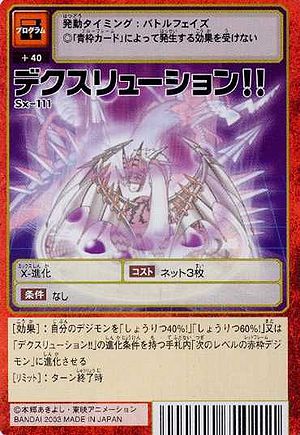 プログラム
発動タイミング：バトルフェイズ
○「青枠カード」によって発生する効果を受けない
+40
デクスリューション!!
Sx-111
X-進化
コスト ネット3枚
条件 なし
[効果]：自分のデジモンを「しょうりつ40%!」「しょうりつ60%!」又は
「デクスリューション!!」の進化条件を持つ手札内「次のレベルの赤枠デジ
モン」に進化させる
[リミット]：ターン終了時
©本郷あきよし・東映アニメーション
BANDAI 2003 MADE IN JAPAN